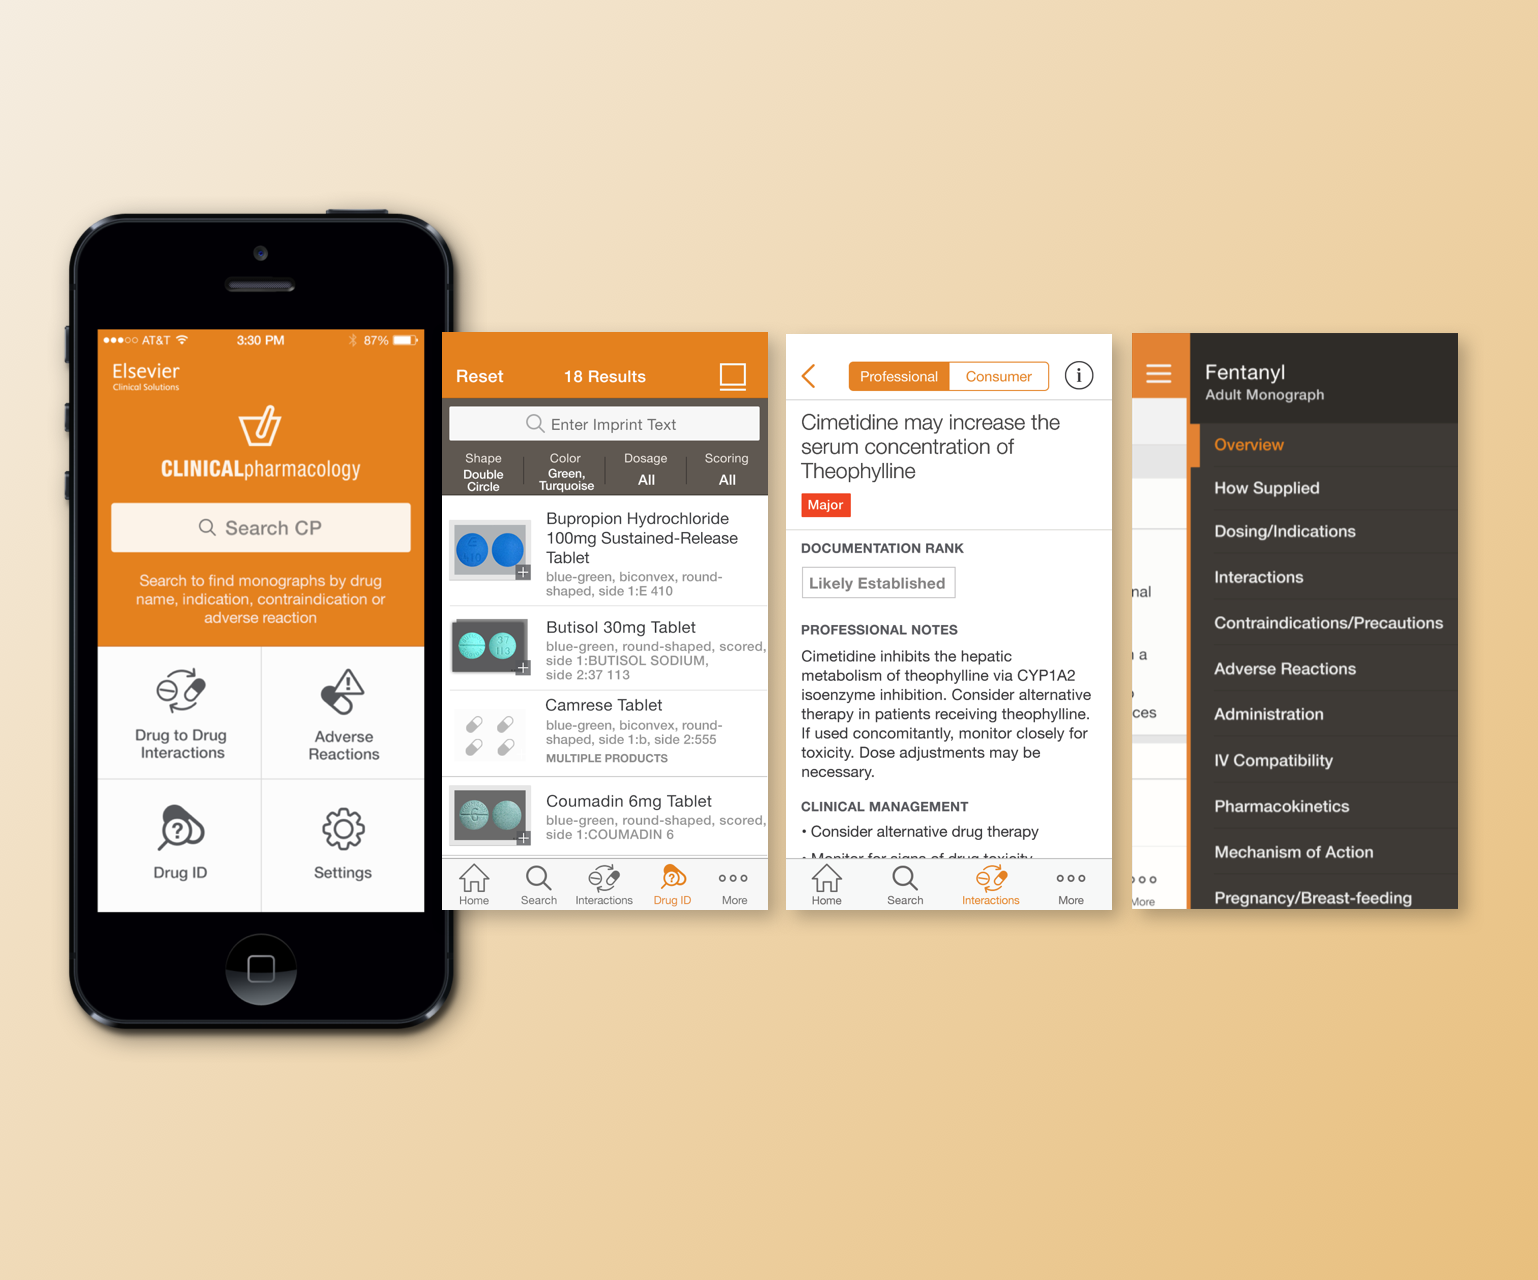 AT&T
3:30 PM
87%
Elsevier
Clinical Solutions
CLINICALpharmacology
Search CP
Search to find monographs by drug
name, indication, contraindication or
adverse reaction
Drug to Drug
Interactions
Adverse
Reactions
Drug ID
Settings
Reset
18 Results
Enter Imprint Text
Shape
Double
Circle
Color
Green,
Turquoise
Dosage
All
Scoring
All
Bupropion Hydrochloride
100mg Sustained-Release
Tablet
blue-green, biconvex, round-
shaped, side 1:E 410
Butisol 30mg Tablet
blue-green, round-shaped, scored,
side 1:BUTISOL SODIUM,
side 2:37 113
37
113
Camrese Tablet
blue-green, biconvex, round-
shaped, side 1:b, side 2:555
MULTIPLE PRODUCTS
6
Coumadin 6mg Tablet
blue-green, round-shaped, scored,
side 1:COUMADIN 6
Home
Search
Interactions
Drug ID
More
Professional
Consumer
i
Cimetidine may increase the
serum concentration of
Theophylline
Major
DOCUMENTATION RANK
Likely Established
PROFESSIONAL NOTES
Cimetidine inhibits the hepatic
metabolism of theophylline via CYP1A2
isoenzyme inhibition. Consider alternative
therapy in patients receiving theophylline.
If used concomitantly, monitor closely for
toxicity. Dose adjustments may be
necessary.
CLINICAL MANAGEMENT
• Consider alternative drug therapy
• Monitor for signs of drug toxicity
Home
Search
Interactions
More
nal
a
ces
More
Fentanyl
Adult Monograph
Overview
How Supplied
Dosing/Indications
Interactions
Contraindications/Precautions
Adverse Reactions
Administration
IV Compatibility
Pharmacokinetics
Mechanism of Action
Pregnancy/Breast-feeding